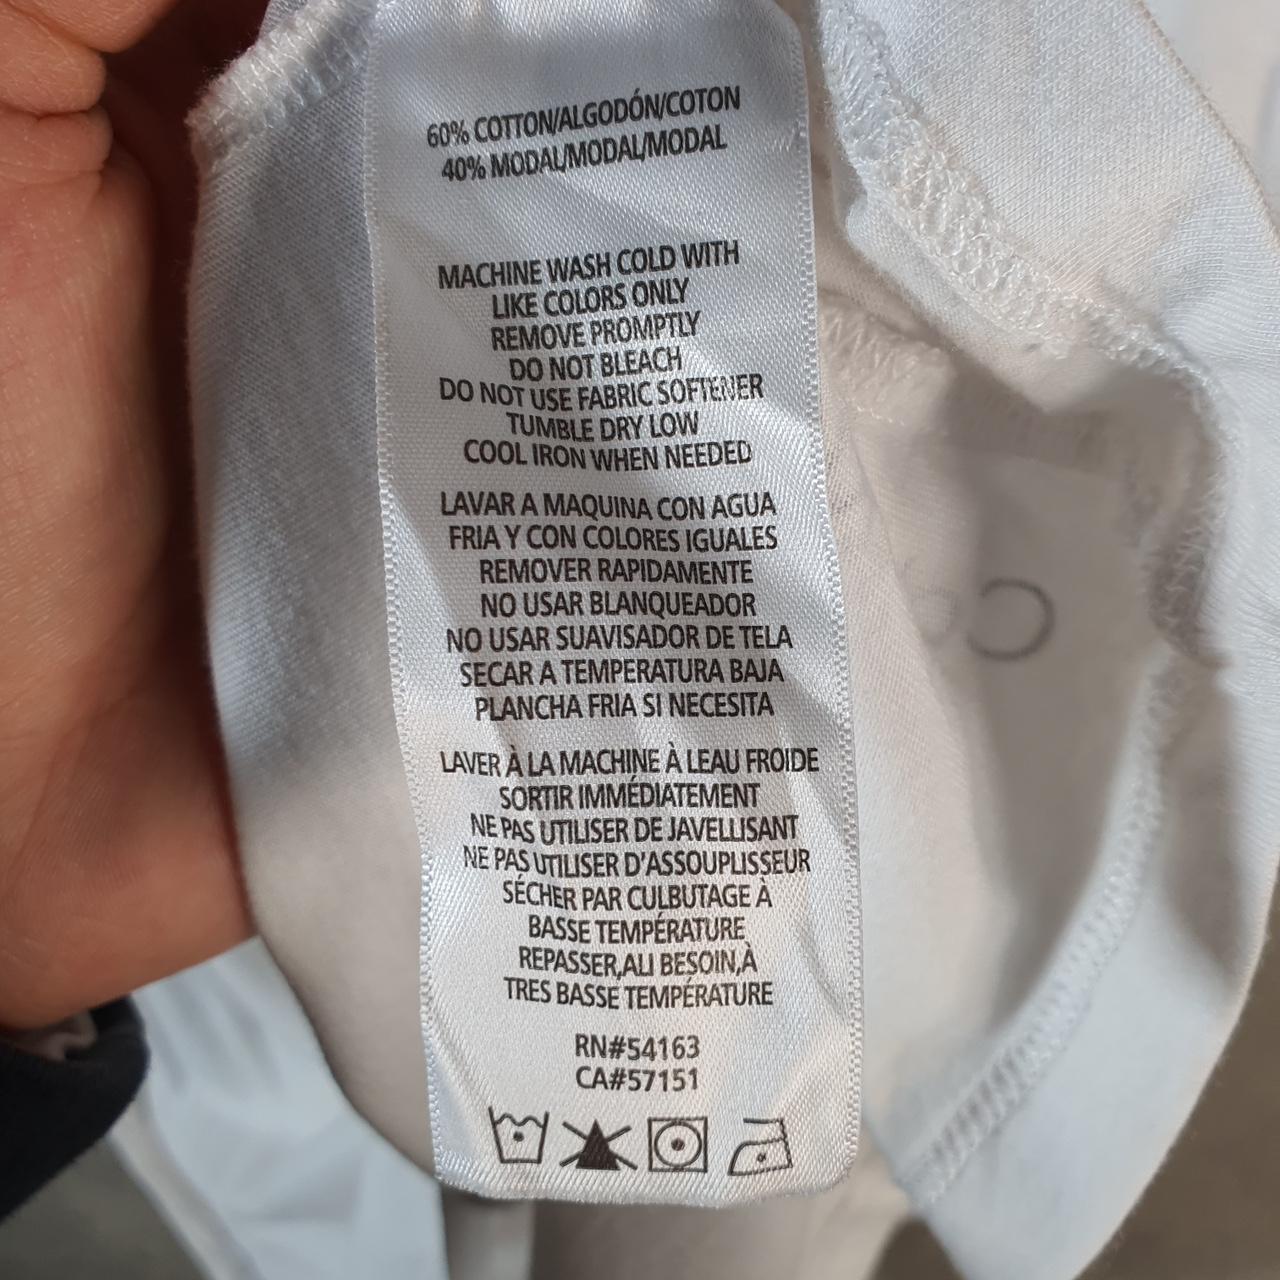 60% COTTON/ALGODÓN/COTON
40% MODAL/MODAL/MODAL
MACHINE WASH COLD WITH
LIKE COLORS ONLY
REMOVE PROMPTLY
DO NOT BLEACH
DO NOT USE FABRIC SOFTENER
TUMBLE DRY LOW
COOL IRON WHEN NEEDED
LAVAR A MAQUINA CON AGUA
FRIA Y CON COLORES IGUALES
REMOVER RAPIDAMENTE
NO USAR BLANQUEADOR
NO USAR SUAVISADOR DE TELA
SECAR A TEMPERATURA BAJA
PLANCHA FRIA SI NECESITA
LAVER À LA MACHINE À LEAU FROIDE
SORTIR IMMÉDIATEMENT
NE PAS UTILISER DE JAVELLISANT
NE PAS UTILISER D'ASSOUPLISSEUR
SÉCHER PAR CULBUTAGE À
BASSE TEMPÉRATURE
REPASSER,ALI BESOIN,À
TRES BASSE TEMPÉRATURE
RN#54163
CA#57151